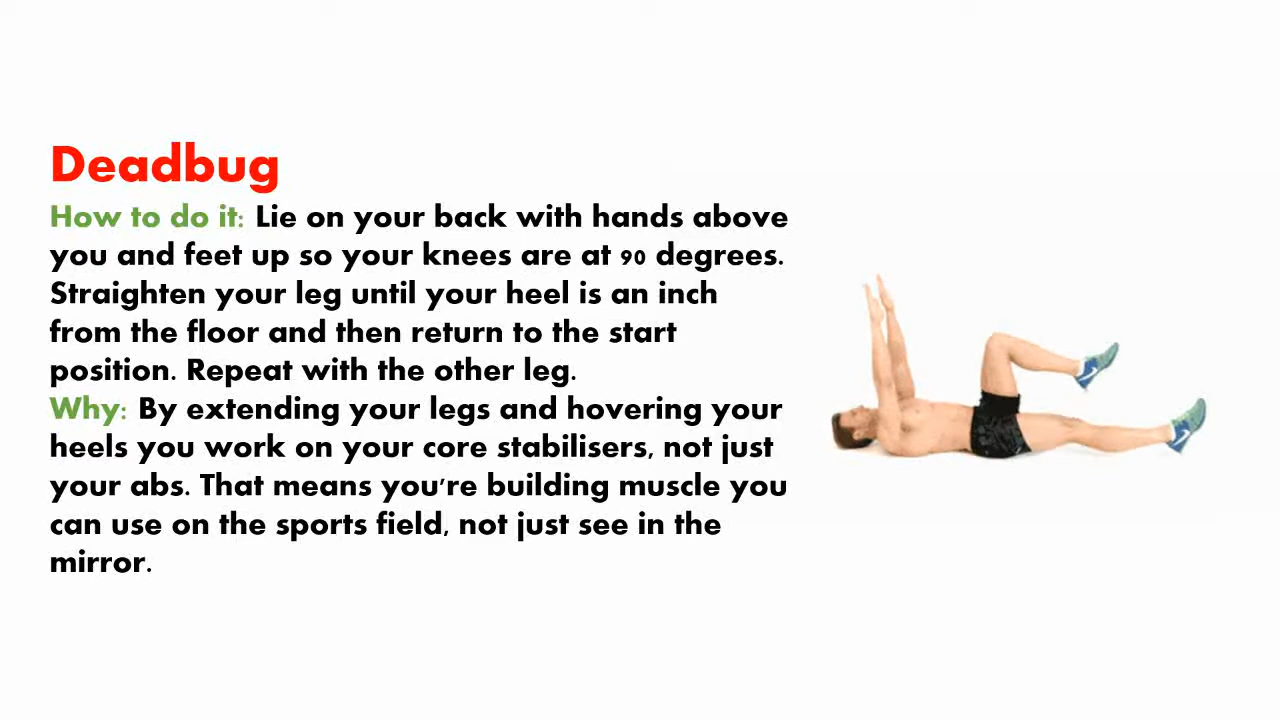 Deadbug
How to do it: Lie on your back with hands above
you and feet up so your knees are at 90 degrees.
Straighten your leg until your heel is an inch
from the floor and then return to the start
position. Repeat with the other leg.
Why: By extending your legs and hovering your
heels you work on your core stabilisers, not just
your abs. That means you're building muscle you
can use on the sports field, not just see in the
mirror.